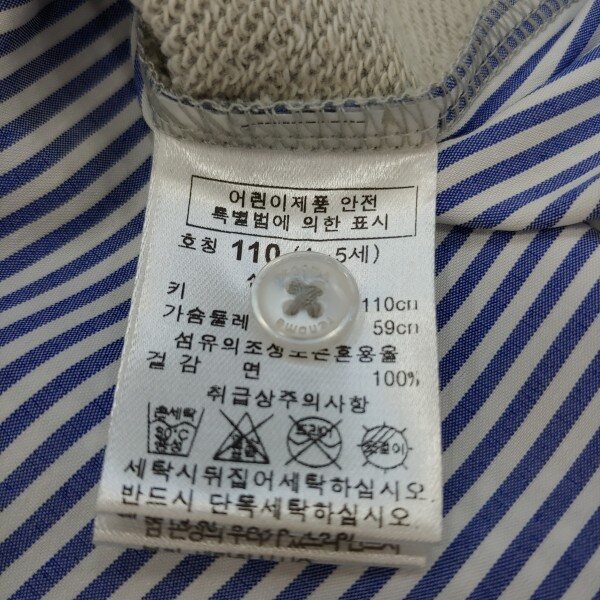 어린이제품 안전
특별법에 의한 표시
호칭 110 5세)
키 110cm
가슴둘레 59cm
섬유의조성또는혼용율
겉감 면 100%
취급상주의사항
세탁시뒤집어세탁하십시오
반드시 단독세탁하십시오